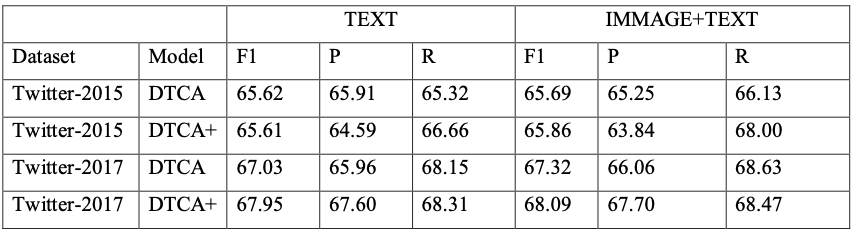 TEXT IMMAGE+TEXT
Dataset Model F1 P R F1 P R
Twitter-2015 DTCA 65.62 65.91 65.32 65.69 65.25 66.13
Twitter-2015 DTCA+ 65.61 64.59 66.66 65.86 63.84 68.00
Twitter-2017 DTCA 67.03 65.96 68.15 67.32 66.06 68.63
Twitter-2017 DTCA+ 67.95 67.60 68.31 68.09 67.70 68.47